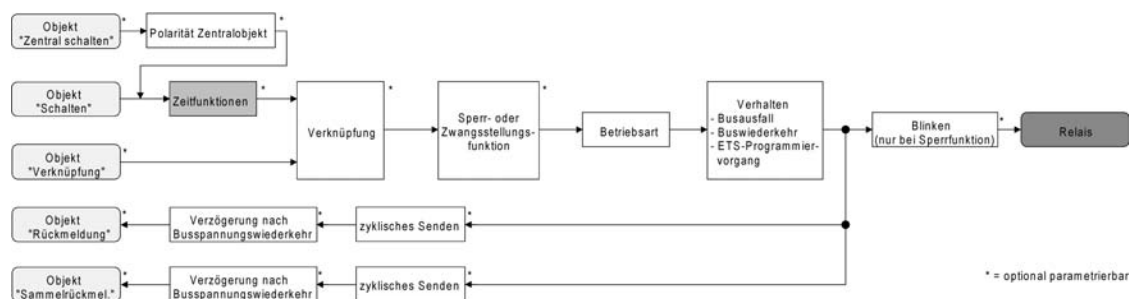 Objekt
"Zentral schalten"
*
Polarität Zentralobjekt
*
Objekt
"Schalten"
Zeitfunktionen
*
Verknüpfung
*
Sperr- oder
Zwangsstellungs-
funktion
*
Betriebsart
Verhalten
- Busausfall
- Buswiederkehr
- ETS-Programmier-
vorgang
Blinken
(nur bei Sperrfunktion)
*
Relais
Objekt
"Verknüpfung"
*
Objekt
"Rückmeldung"
*
Verzögerung nach
Busspannungswiederkehr
*
zyklisches Senden
*
Objekt
"Sammelrückmel."
*
Verzögerung nach
Busspannungswiederkehr
*
zyklisches Senden
*
* = optional parametrierbar